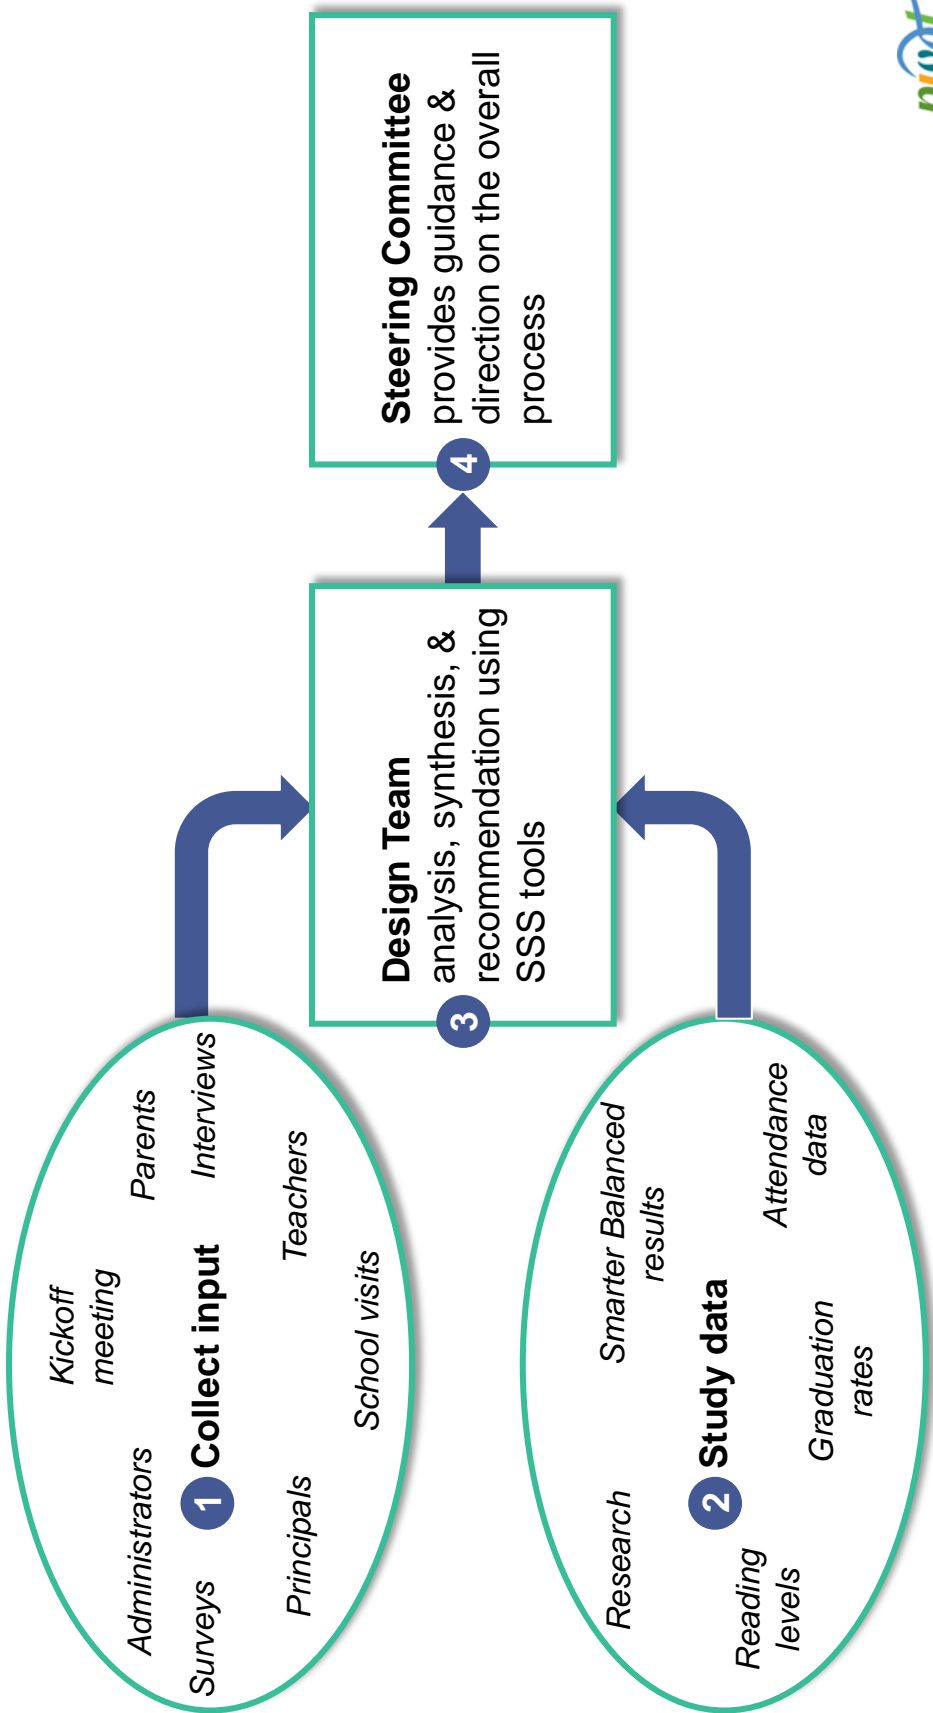 Kickoff
meeting
Administrators
Parents
Surveys
1 Collect input
Interviews
Principals
Teachers
School visits
Research
Smarter Balanced
results
2 Study data
Reading
levels
Attendance
data
Graduation
rates
3
Design Team
analysis, synthesis, &
recommendation using
SSS tools
4
Steering Committee
provides guidance &
direction on the overall
process